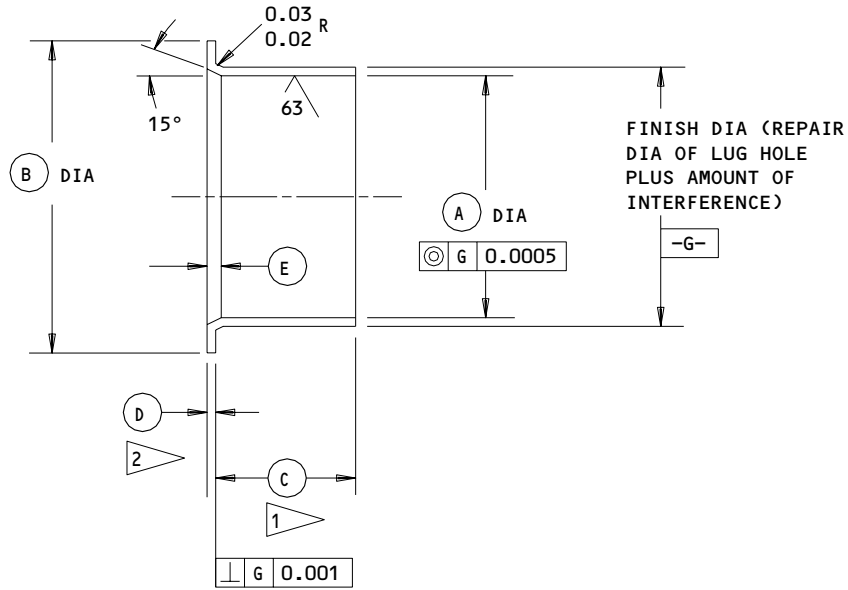 0.03
0.02 R
15°
63
B DIA
FINISH DIA (REPAIR
DIA OF LUG HOLE
PLUS AMOUNT OF
INTERFERENCE)
A DIA
-G-
G 0.0005
E
D
2
C
1
⊥ G 0.001